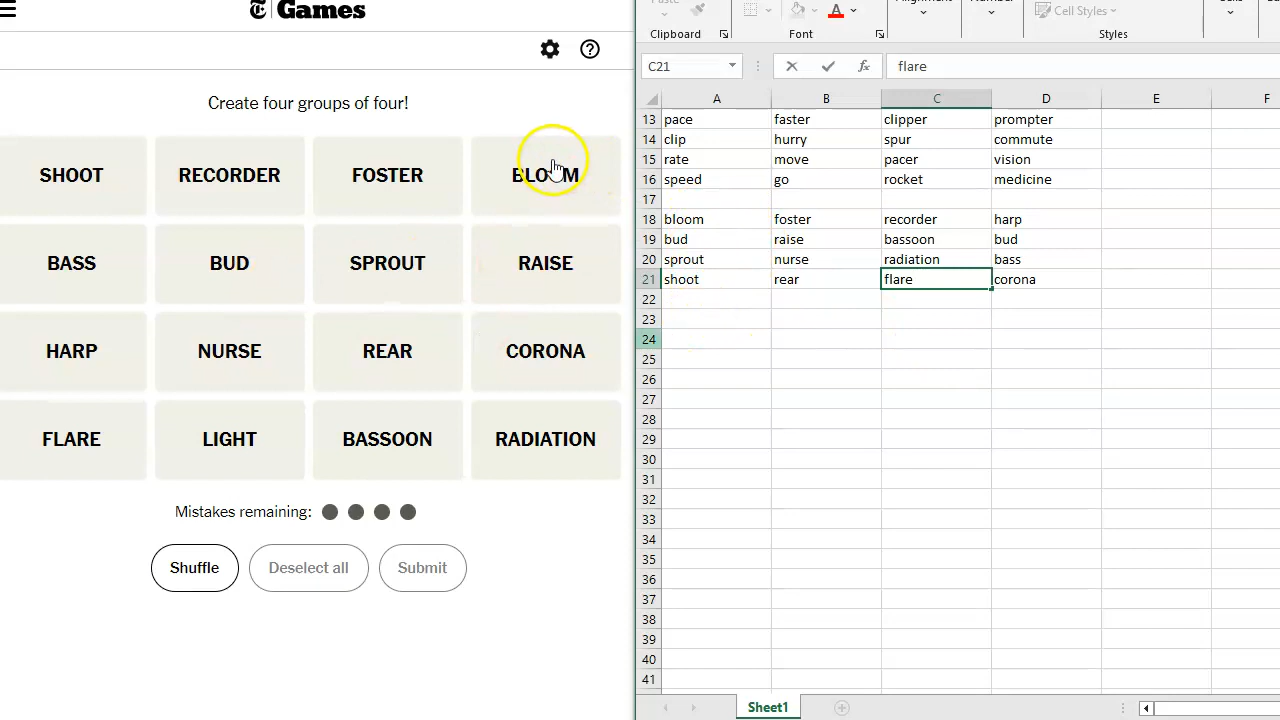 Games
Create four groups of four!
SHOOT RECORDER FOSTER BLOOM
BASS BUD SPROUT RAISE
HARP NURSE REAR CORONA
FLARE LIGHT BASSOON RADIATION
Mistakes remaining:
Shuffle Deselect all Submit
Cell Styles
Clipboard Font Styles
C21 fx flare
A B C D E F
13 pace faster clipper prompter
14 clip hurry spur commute
15 rate move pacer vision
16 speed go rocket medicine
17
18 bloom foster recorder harp
19 bud raise bassoon bud
20 sprout nurse radiation bass
21 shoot rear flare corona
22
23
24
25
26
27
28
29
30
31
32
33
34
35
36
37
38
39
40
41
Sheet1